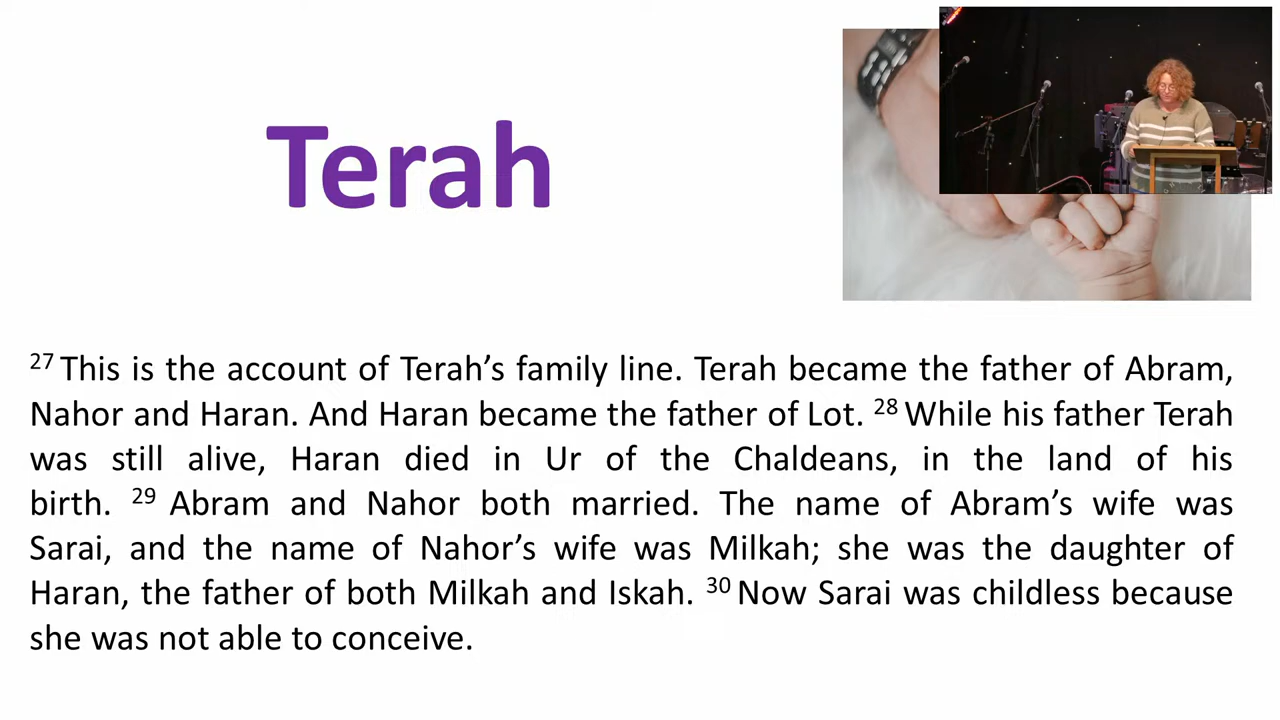 Terah
27 This is the account of Terah’s family line. Terah became the father of Abram,
Nahor and Haran. And Haran became the father of Lot. 28 While his father Terah
was still alive, Haran died in Ur of the Chaldeans, in the land of his
birth. 29 Abram and Nahor both married. The name of Abram’s wife was
Sarai, and the name of Nahor’s wife was Milkah; she was the daughter of
Haran, the father of both Milkah and Iskah. 30 Now Sarai was childless because
she was not able to conceive.